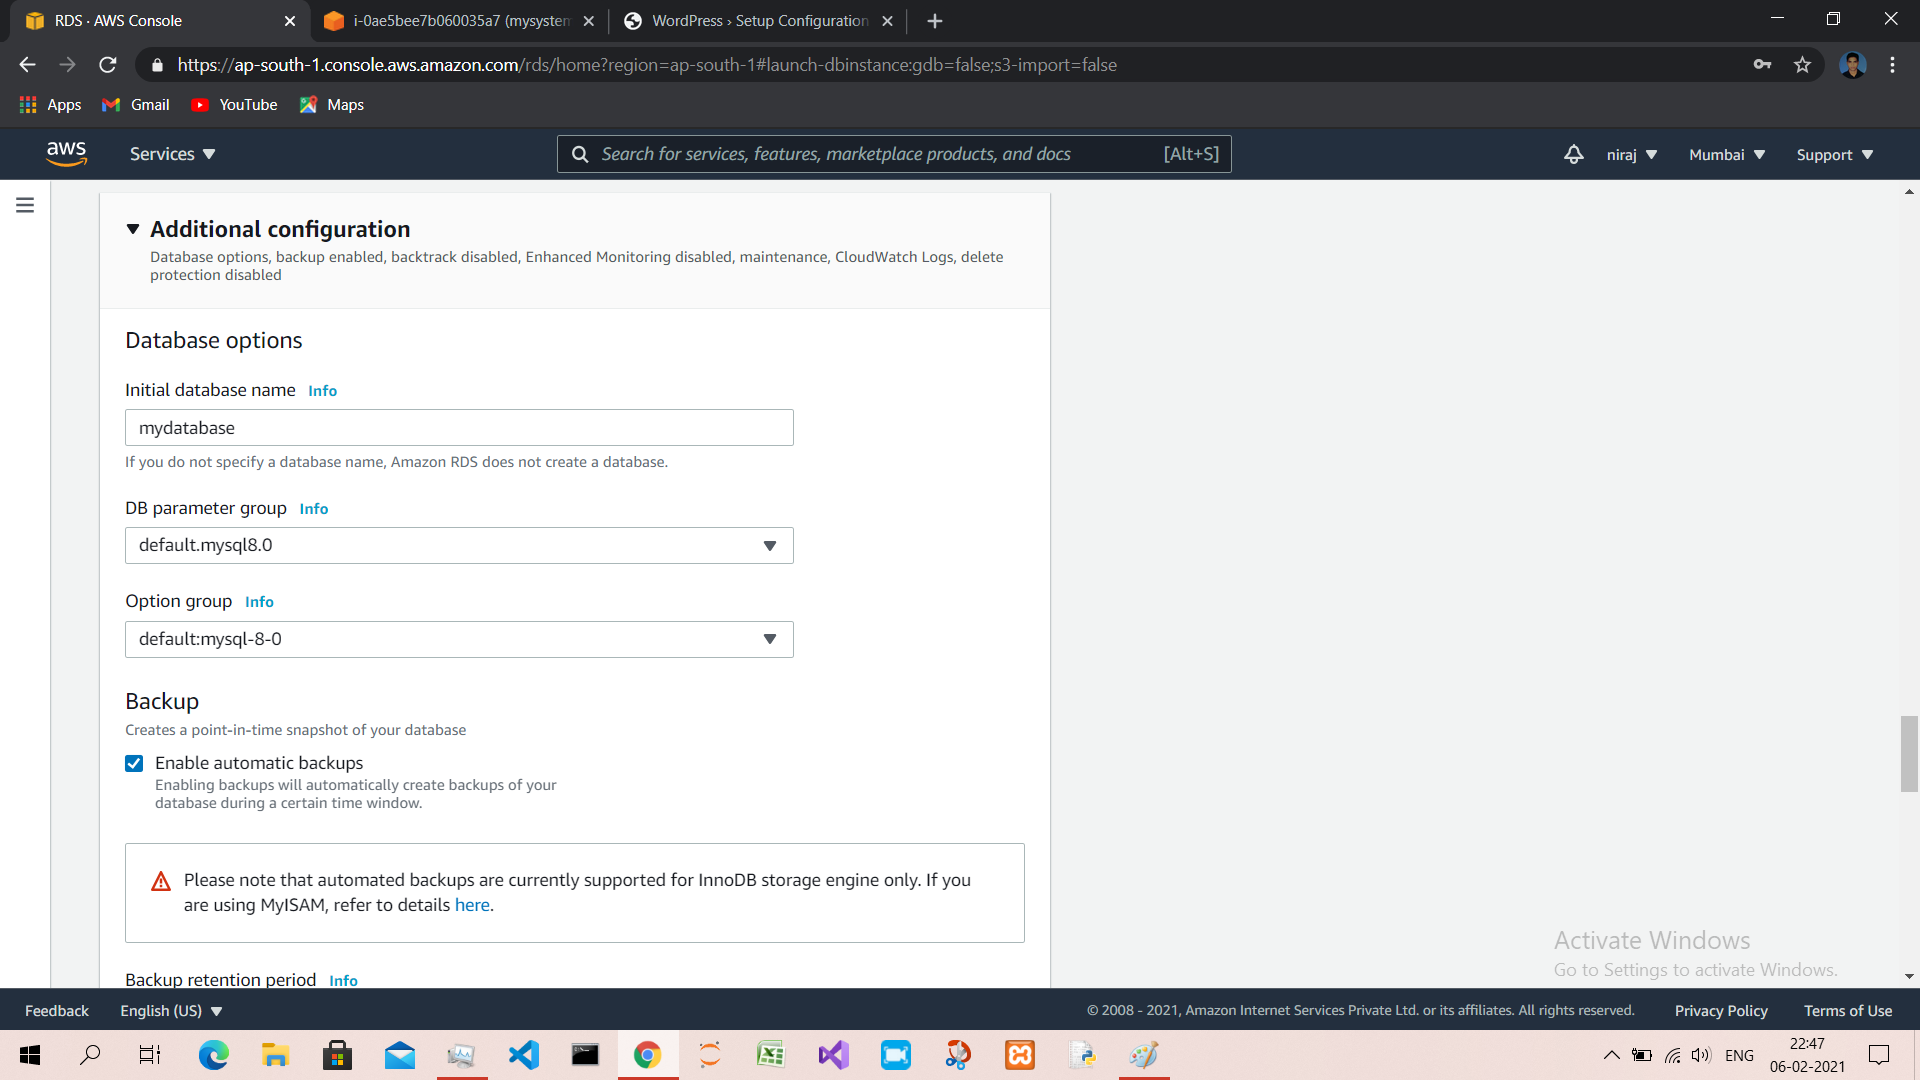 RDS · AWS Console
i-0ae5bee7b060035a7 (mysystem
WordPress › Setup Configuration
https://ap-south-1.console.aws.amazon.com/rds/home?region=ap-south-1#launch-dbinstance:gdb=false;s3-import=false
Apps
Gmail
YouTube
Maps
aws
Services
Search for services, features, marketplace products, and docs
[Alt+S]
niraj
Mumbai
Support
Additional configuration
Database options, backup enabled, backtrack disabled, Enhanced Monitoring disabled, maintenance, CloudWatch Logs, delete
protection disabled
Database options
Initial database name Info
mydatabase
If you do not specify a database name, Amazon RDS does not create a database.
DB parameter group Info
default.mysql8.0
Option group Info
default:mysql-8-0
Backup
Creates a point-in-time snapshot of your database
Enable automatic backups
Enabling backups will automatically create backups of your
database during a certain time window.
Please note that automated backups are currently supported for InnoDB storage engine only. If you
are using MyISAM, refer to details here.
Backup retention period Info
Activate Windows
Go to Settings to activate Windows.
Feedback
English (US)
© 2008 - 2021, Amazon Internet Services Private Ltd. or its affiliates. All rights reserved.
Privacy Policy
Terms of Use
ENG
22:47
06-02-2021